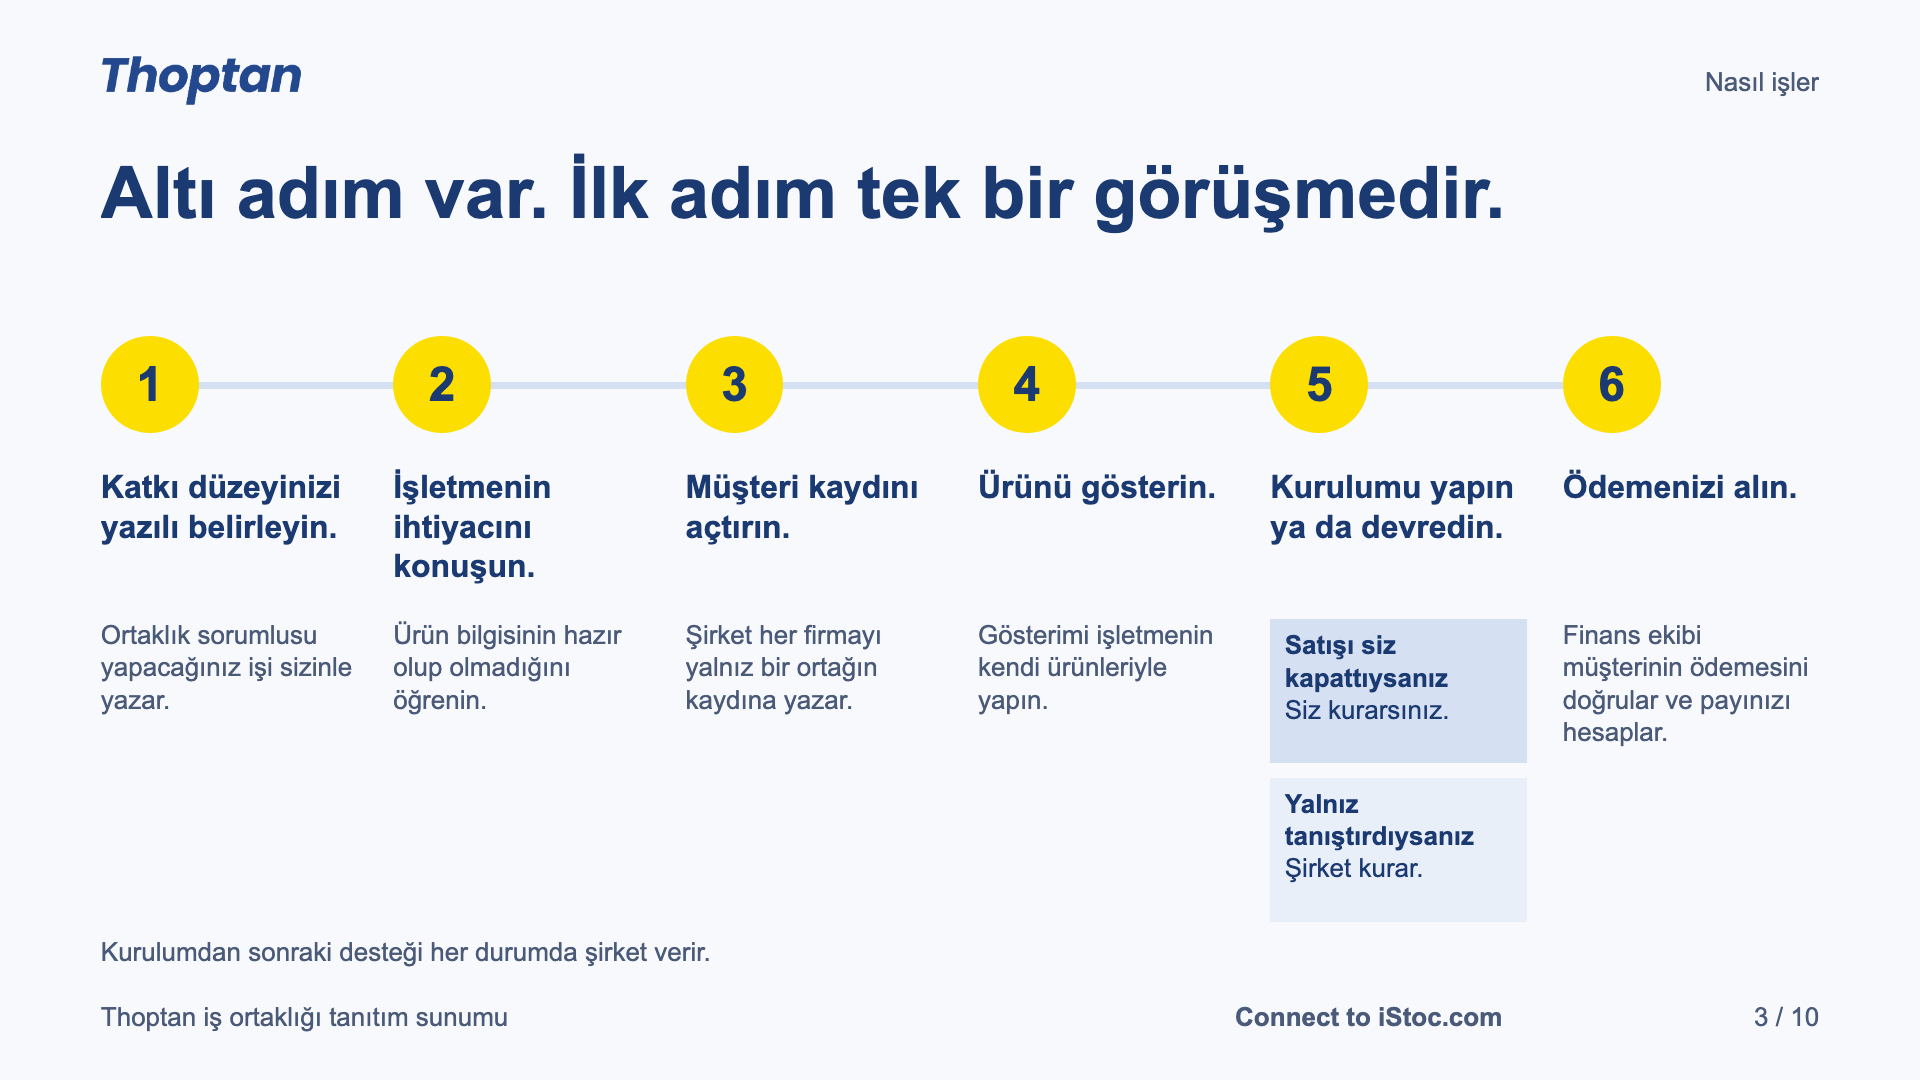 Thoptan
Nasıl işler
Altı adım var. İlk adım tek bir görüşmedir.
1
Katkı düzeyinizi
yazılı belirleyin.
Ortaklık sorumlusu
yapacağınız işi sizinle
yazar.
2
İşletmenin
ihtiyacını
konuşun.
Ürün bilgisinin hazır
olup olmadığını
öğrenin.
3
Müşteri kaydını
açtırın.
Şirket her firmayı
yalnız bir ortağın
kaydına yazar.
4
Ürünü gösterin.
Gösterimi işletmenin
kendi ürünleriyle
yapın.
5
Kurulumu yapın
ya da devredin.
Satışı siz
kapattıysanız
Siz kurarsınız.
Yalnız
tanıştırdıysanız
Şirket kurar.
6
Ödemenizi alın.
Finans ekibi
müşterinin ödemesini
doğrular ve payınızı
hesaplar.
Kurulumdan sonraki desteği her durumda şirket verir.
Thoptan iş ortaklığı tanıtım sunumu
Connect to iStoc.com
3 / 10